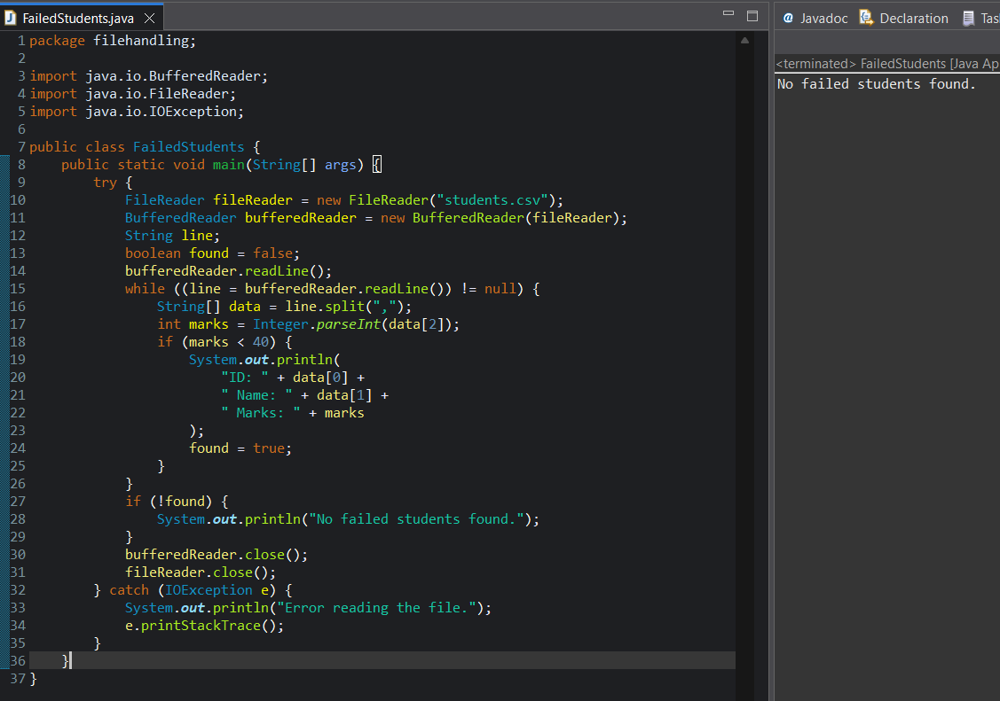 FailedStudents.java
1 package filehandling;
2
3 import java.io.BufferedReader;
4 import java.io.FileReader;
5 import java.io.IOException;
6
7 public class FailedStudents {
8     public static void main(String[] args) {
9         try {
10             FileReader fileReader = new FileReader("students.csv");
11             BufferedReader bufferedReader = new BufferedReader(fileReader);
12             String line;
13             boolean found = false;
14             bufferedReader.readLine();
15             while ((line = bufferedReader.readLine()) != null) {
16                 String[] data = line.split(",");
17                 int marks = Integer.parseInt(data[2]);
18                 if (marks < 40) {
19                     System.out.println(
20                         "ID: " + data[0] +
21                         " Name: " + data[1] +
22                         " Marks: " + marks
23                     );
24                     found = true;
25                 }
26             }
27             if (!found) {
28                 System.out.println("No failed students found.");
29             }
30             bufferedReader.close();
31             fileReader.close();
32         } catch (IOException e) {
33             System.out.println("Error reading the file.");
34             e.printStackTrace();
35         }
36     }
37 }
@ Javadoc Declaration Tas
<terminated> FailedStudents [Java Ap
No failed students found.